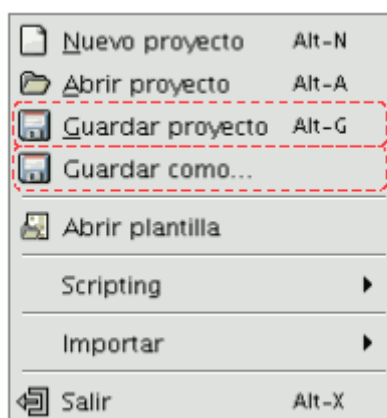 Nuevo proyecto Alt-N
Abrir proyecto Alt-A
Guardar proyecto Alt-G
Guardar como...
Abrir plantilla
Scripting
Importar
Salir Alt-X